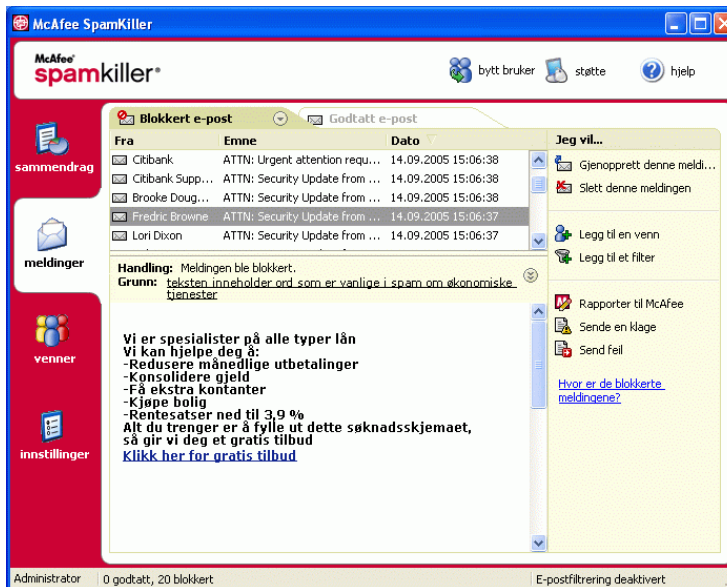 McAfee SpamKiller
McAfee®
spamkiller®
bytt bruker
støtte
hjelp
sammendrag
meldinger
venner
innstillinger
Blokkert e-post
Godtatt e-post
Fra Emne Dato
Citibank ATTN: Urgent attention requ... 14.09.2005 15:06:38
Citibank Supp... ATTN: Security Update from ... 14.09.2005 15:06:38
Brooke Doug... ATTN: Security Update from ... 14.09.2005 15:06:38
Fredric Browne ATTN: Security Update from ... 14.09.2005 15:06:37
Lori Dixon ATTN: Security Update from ... 14.09.2005 15:06:37
Handling: Meldingen ble blokkert.
Grunn: teksten inneholder ord som er vanlige i spam om økonomiske
tjenester
Vi er spesialister på alle typer lån
Vi kan hjelpe deg å:
-Redusere månedlige utbetalinger
-Konsolidere gjeld
-Få ekstra kontanter
-Kjøpe bolig
-Rentesatser ned til 3,9 %
Alt du trenger er å fylle ut dette søknadsskjemaet,
så gir vi deg et gratis tilbud
Klikk her for gratis tilbud
Jeg vil...
Gjenopprett denne meldi...
Slett denne meldingen
Legg til en venn
Legg til et filter
Rapporter til McAfee
Sende en klage
Send feil
Hvor er de blokkerte
meldingene?
Administrator
0 godtatt, 20 blokkert
E-postfiltrering deaktivert